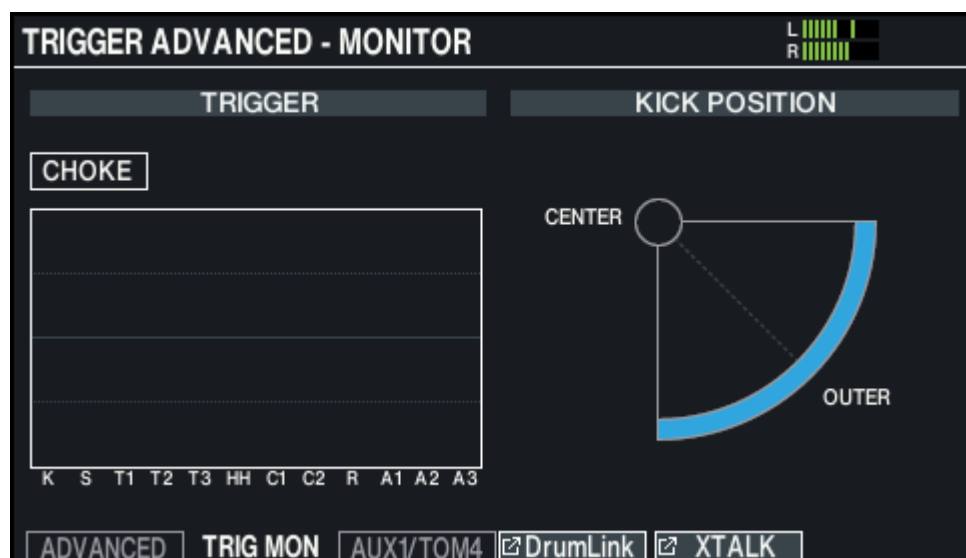 TRIGGER ADVANCED - MONITOR
L
R
TRIGGER
KICK POSITION
CHOKE
CENTER
OUTER
K S T1 T2 T3 HH C1 C2 R A1 A2 A3
ADVANCED TRIG MON AUX1/TOM4 DrumLink XTALK